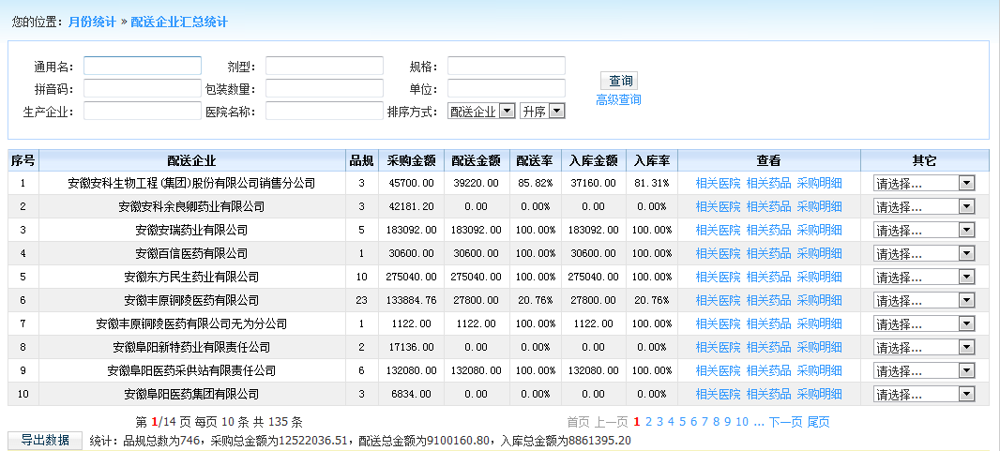 您的位置: 月份统计 » 配送企业汇总统计
通用名: 剂型: 规格: 查询
拼音码: 包装数量: 单位: 高级查询
生产企业: 医院名称: 排序方式: 配送企业 升序
序号 配送企业 品规 采购金额 配送金额 配送率 入库金额 入库率 查看 其它
1 安徽安科生物工程(集团)股份有限公司销售分公司 3 45700.00 39220.00 85.82% 37160.00 81.31% 相关医院 相关药品 采购明细 请选择...
2 安徽安科余良卿药业有限公司 3 42181.20 0.00 0.00% 0.00 0.00% 相关医院 相关药品 采购明细 请选择...
3 安徽安瑞药业有限公司 5 183092.00 183092.00 100.00% 183092.00 100.00% 相关医院 相关药品 采购明细 请选择...
4 安徽百信医药有限公司 1 30600.00 30600.00 100.00% 30600.00 100.00% 相关医院 相关药品 采购明细 请选择...
5 安徽东方民生药业有限公司 10 275040.00 275040.00 100.00% 275040.00 100.00% 相关医院 相关药品 采购明细 请选择...
6 安徽丰原铜陵医药有限公司 23 133884.76 27800.00 20.76% 27800.00 20.76% 相关医院 相关药品 采购明细 请选择...
7 安徽丰原铜陵医药有限公司无为分公司 1 1122.00 1122.00 100.00% 1122.00 100.00% 相关医院 相关药品 采购明细 请选择...
8 安徽阜阳新特药业有限责任公司 2 17136.00 0.00 0.00% 0.00 0.00% 相关医院 相关药品 采购明细 请选择...
9 安徽阜阳医药采供站有限责任公司 6 132080.00 132080.00 100.00% 132080.00 100.00% 相关医院 相关药品 采购明细 请选择...
10 安徽阜阳医药集团有限公司 3 6834.00 0.00 0.00% 0.00 0.00% 相关医院 相关药品 采购明细 请选择...
第 1/14 页 每页 10 条 共 135 条 首页 上一页 1 2 3 4 5 6 7 8 9 10 ... 下一页 尾页
导出数据 统计: 品规总数为746, 采购总金额为12522036.51, 配送总金额为9100160.80, 入库总金额为8861395.20